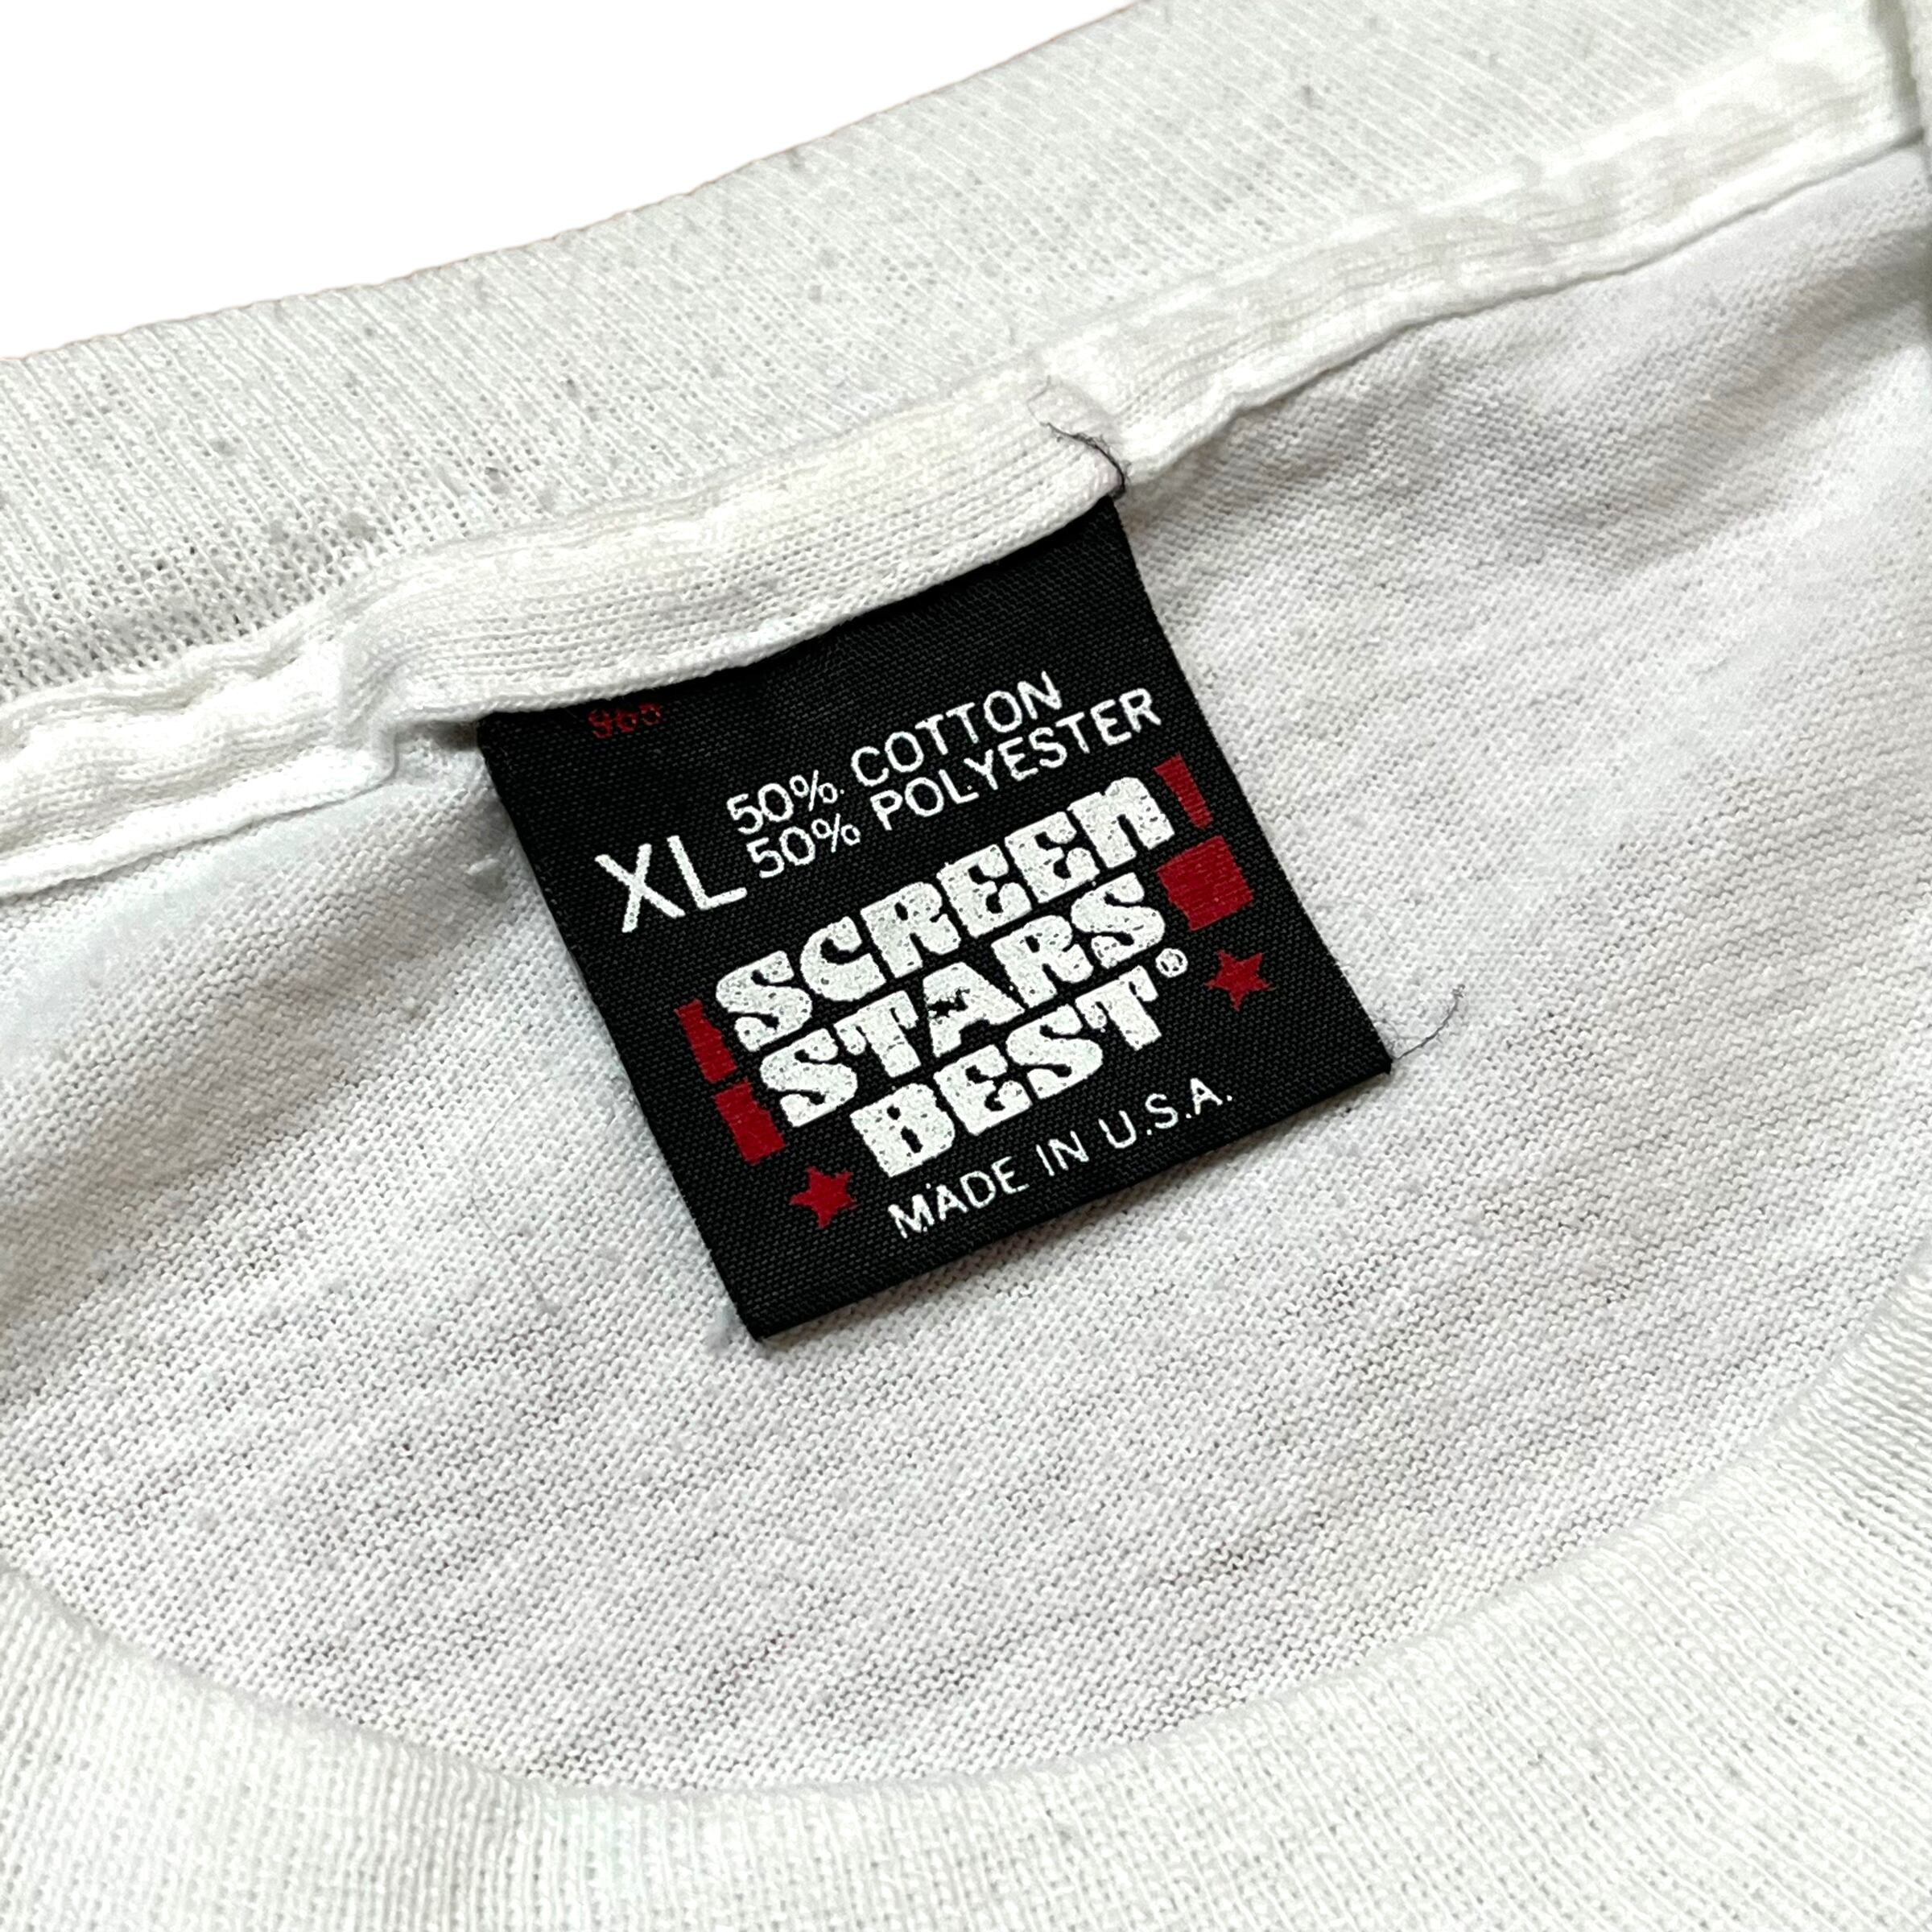 XL
50% COTTON
50% POLYESTER
SCREEN
STARS
BEST®
MADE IN U.S.A.